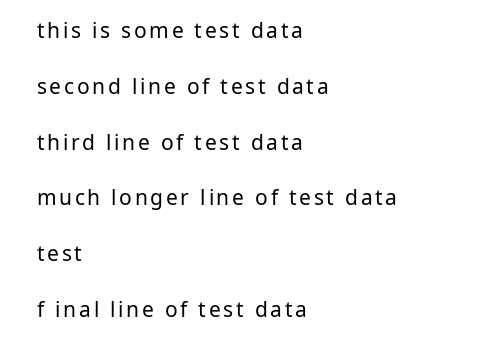 this is some test data
second line of test data
third line of test data
much longer line of test data
test
f inal line of test data